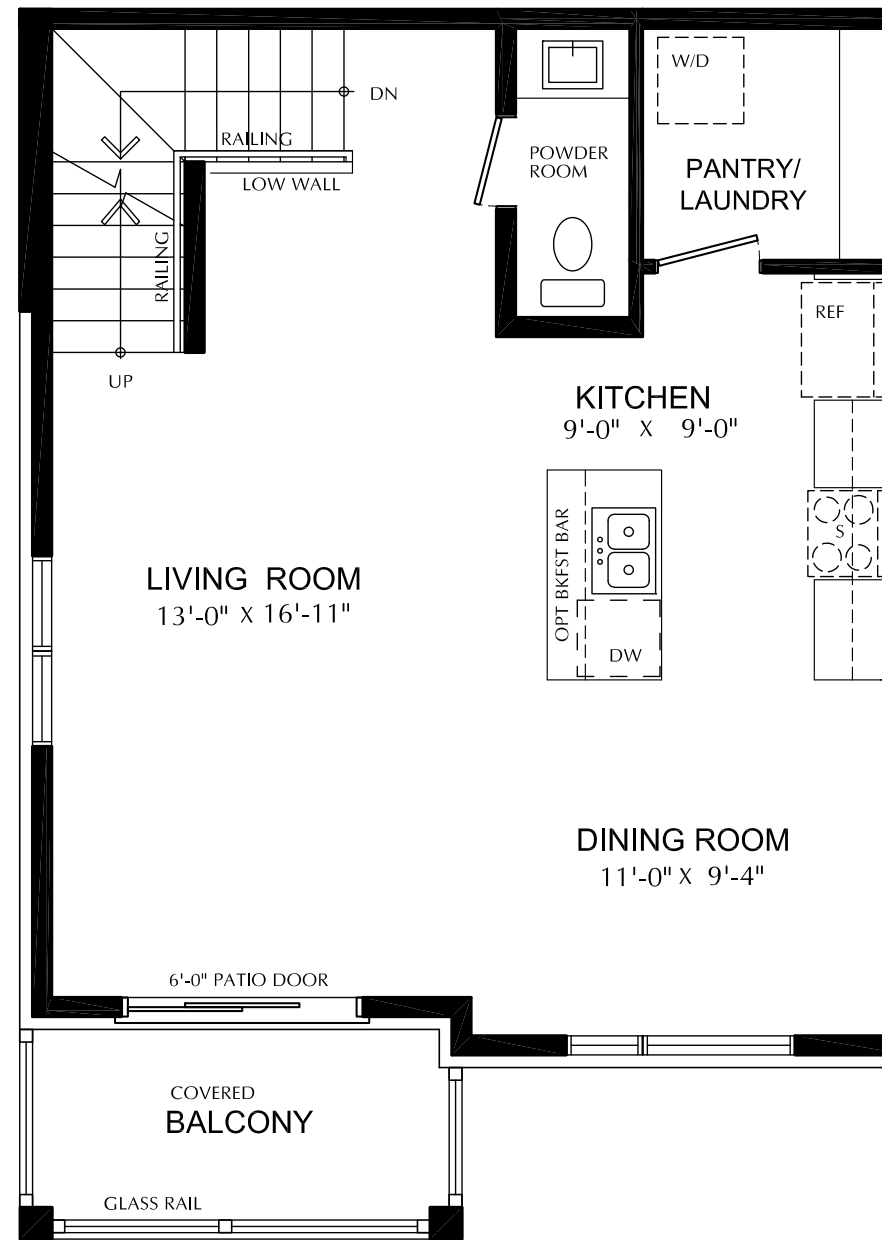 W/D
DN
RAILING
POWDER
ROOM
PANTRY/
LAUNDRY
LOW WALL
RAILING
REF
UP
KITCHEN
9'-0" X 9'-0"
OPT BKFST BAR
S
LIVING ROOM
13'-0" X 16'-11"
DW
DINING ROOM
11'-0" X 9'-4"
6'-0" PATIO DOOR
COVERED
BALCONY
GLASS RAIL